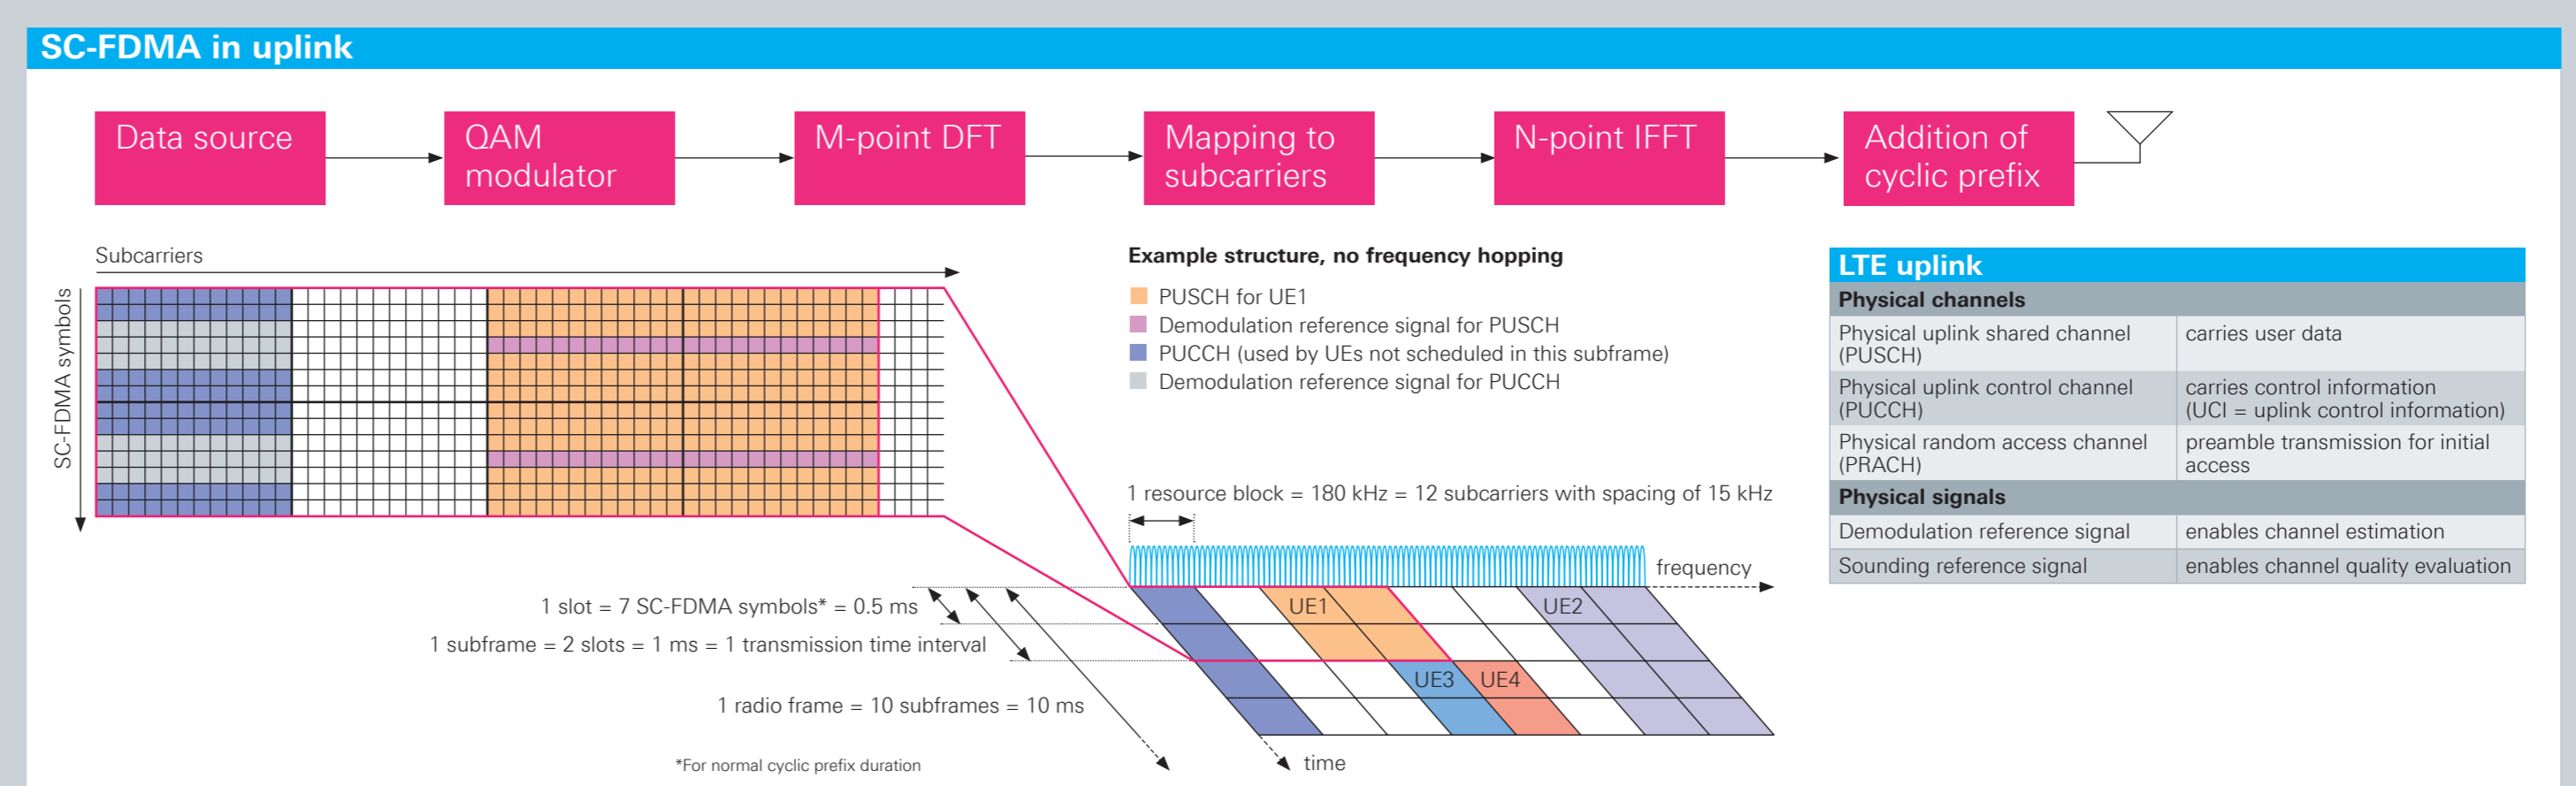 SC-FDMA in uplink
Data source
QAM
modulator
M-point DFT
Mapping to
subcarriers
N-point IFFT
Addition of
cyclic prefix
Subcarriers
SC-FDMA symbols
Example structure, no frequency hopping
PUSCH for UE1
Demodulation reference signal for PUSCH
PUCCH (used by UEs not scheduled in this subframe)
Demodulation reference signal for PUCCH
1 resource block = 180 kHz = 12 subcarriers with spacing of 15 kHz
frequency
1 slot = 7 SC-FDMA symbols* = 0.5 ms
1 subframe = 2 slots = 1 ms = 1 transmission time interval
1 radio frame = 10 subframes = 10 ms
*For normal cyclic prefix duration
UE1
UE2
UE3
UE4
time
LTE uplink
Physical channels
Physical uplink shared channel
(PUSCH)
carries user data
Physical uplink control channel
(PUCCH)
carries control information
(UCI = uplink control information)
Physical random access channel
(PRACH)
preamble transmission for initial
access
Physical signals
Demodulation reference signal
enables channel estimation
Sounding reference signal
enables channel quality evaluation